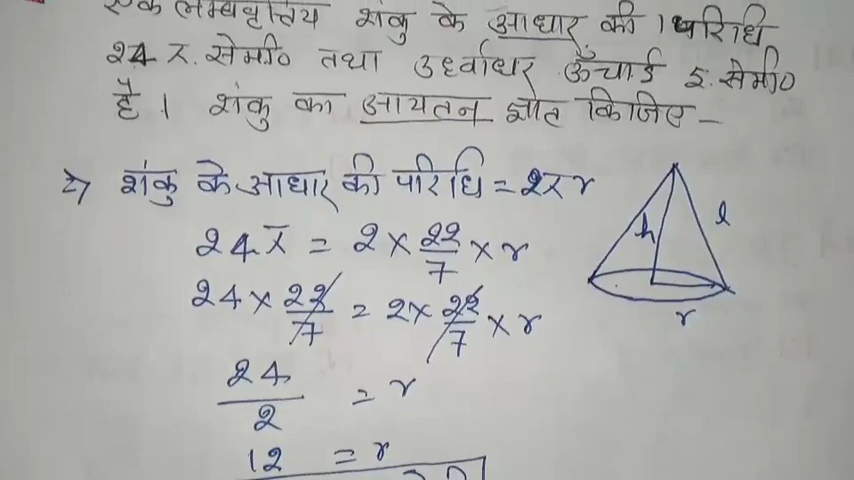 एक लम्बवृत्तिय शंकु के आधार की परिधि
24 π सेमी० तथा उर्ध्वाधर ऊँचाई 5 सेमी०
है। शंकु का आयतन ज्ञात किजिए -
=> शंकु के आधार की परिधि = 2πr
24π = 2 × 22/7 × r
24 × 22/7 = 2 × 22/7 × r
24/2 = r
12 = r
h
l
r